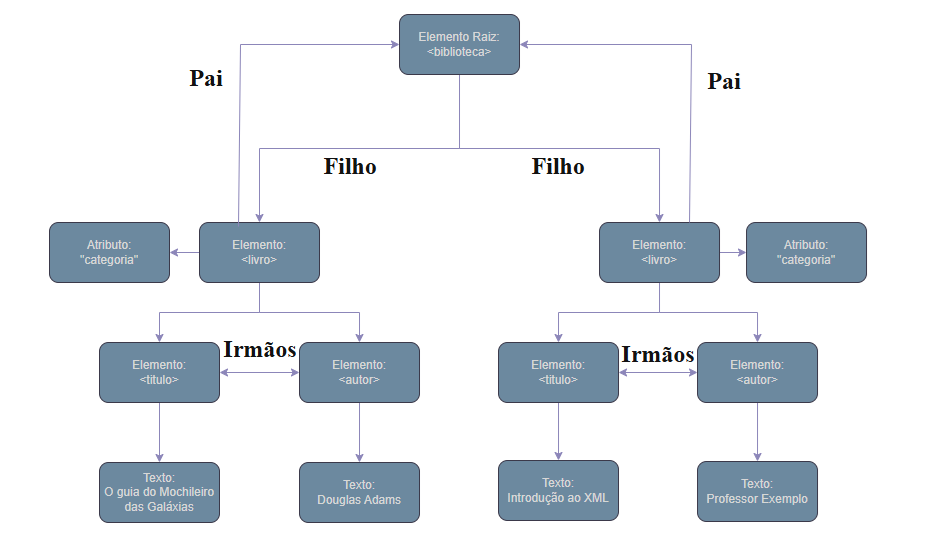 Elemento Raiz:
<biblioteca>
Pai
Pai
Filho
Filho
Atributo:
"categoria"
Elemento:
<livro>
Elemento:
<livro>
Atributo:
"categoria"
Irmãos
Irmãos
Elemento:
<titulo>
Elemento:
<autor>
Elemento:
<titulo>
Elemento:
<autor>
Texto:
O guia do Mochileiro
das Galáxias
Texto:
Douglas Adams
Texto:
Introdução ao XML
Texto:
Professor Exemplo